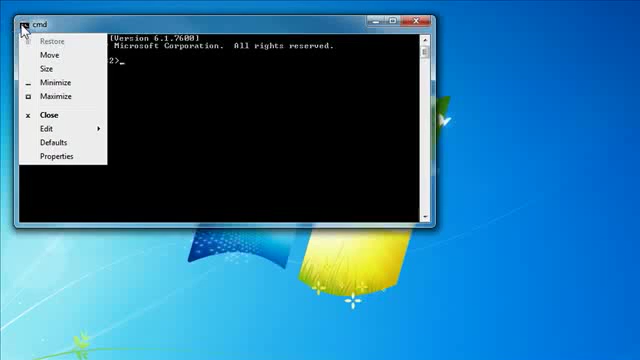 cmd
[Version 6.1.7600]
Microsoft Corporation. All rights reserved.
2>_
Restore
Move
Size
Minimize
Maximize
Close
Edit
Defaults
Properties